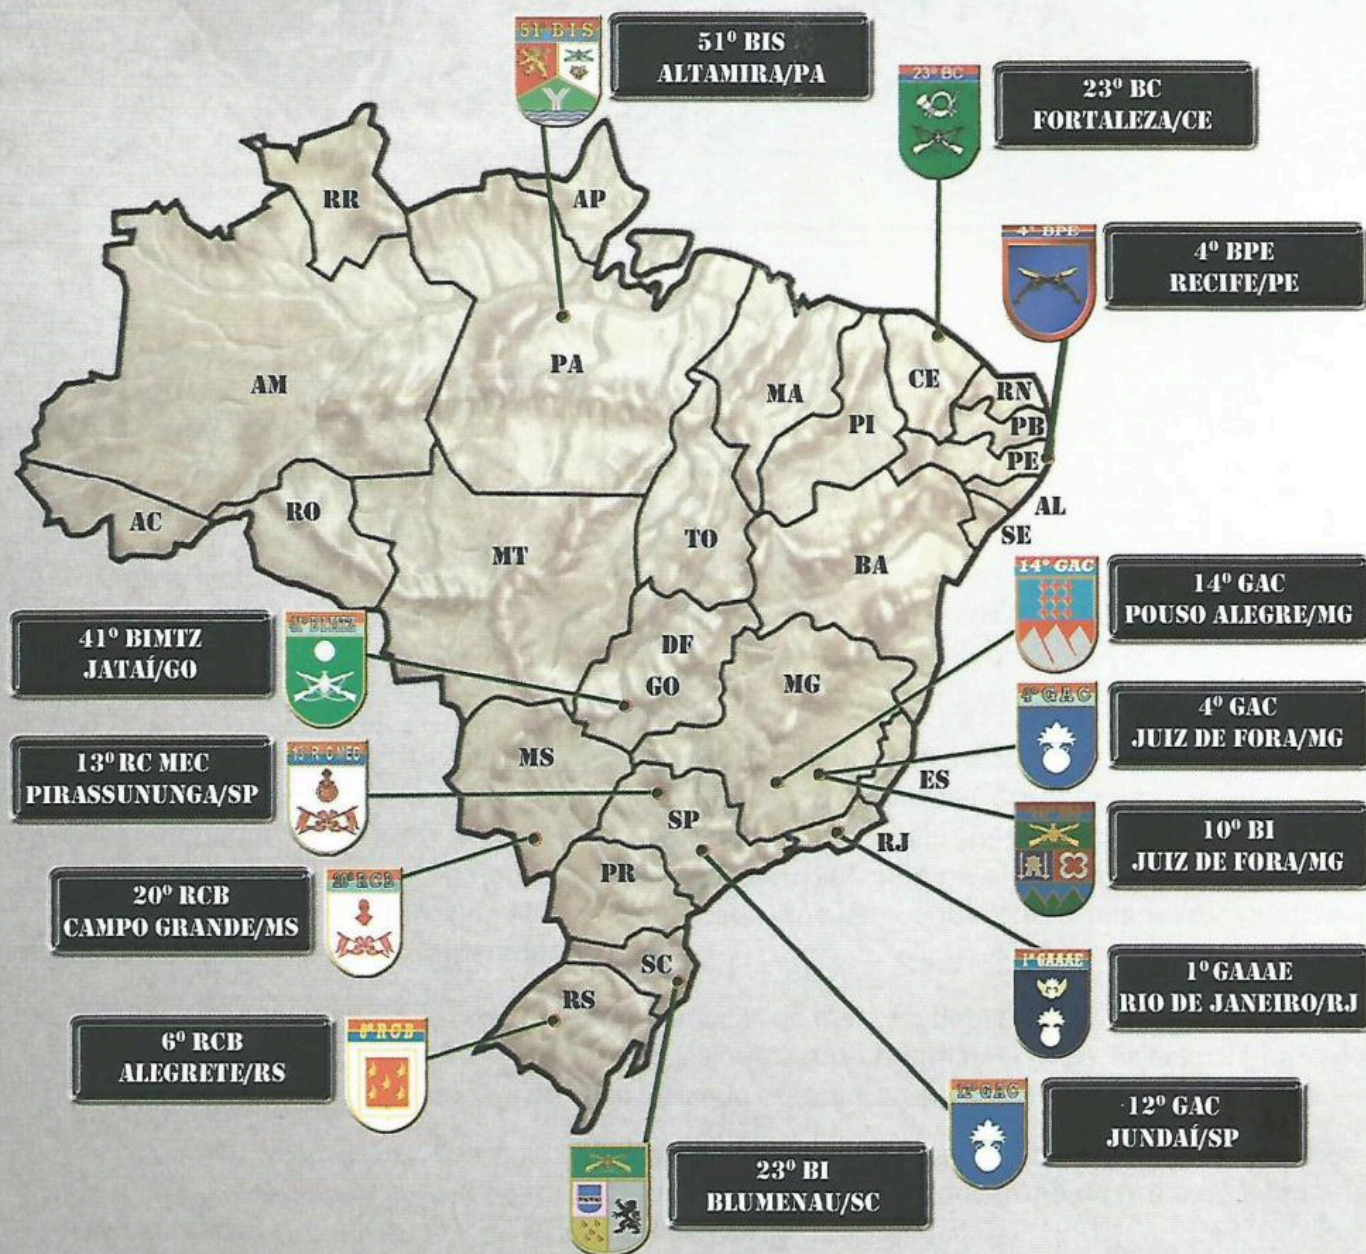 51º BIS
51º BIS
ALTAMIRA/PA
23º BC
23º BC
FORTALEZA/CE
4º BPE
4º BPE
RECIFE/PE
RR
AP
AM
PA
MA
PI
CE
RN
PB
PE
AL
SE
AC
RO
MT
TO
BA
14º GAC
14º GAC
POUSO ALEGRE/MG
41º BIMTZ
JATAÍ/GO
DF
GO
MG
4º GAC
4º GAC
JUIZ DE FORA/MG
13º RC MEC
PIRASSUNUNGA/SP
13º R C MEC
MS
ES
SP
RJ
10º BI
JUIZ DE FORA/MG
20º RCB
CAMPO GRANDE/MS
20º RCB
PR
SC
RS
1º GAAAE
1º GAAAE
RIO DE JANEIRO/RJ
6º RCB
ALEGRETE/RS
12º GAC
12º GAC
JUNDAÍ/SP
23º BI
BLUMENAU/SC